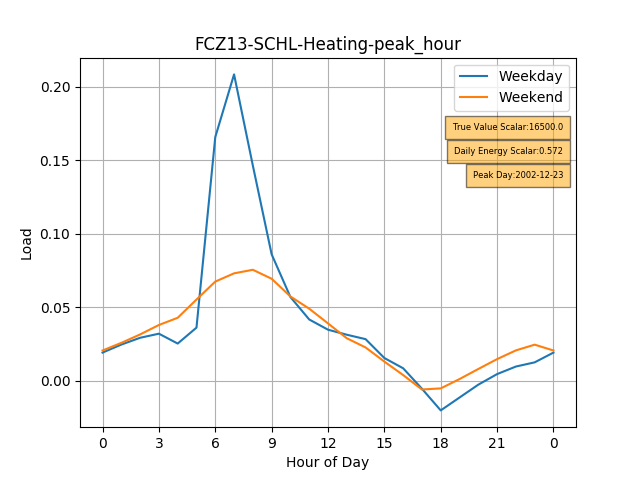 FCZ13-SCHL-Heating-peak_hour
Weekday
Weekend
True Value Scalar:16500.0
Daily Energy Scalar:0.572
Peak Day:2002-12-23
Load
0.20
0.15
0.10
0.05
0.00
0 3 6 9 12 15 18 21 0
Hour of Day